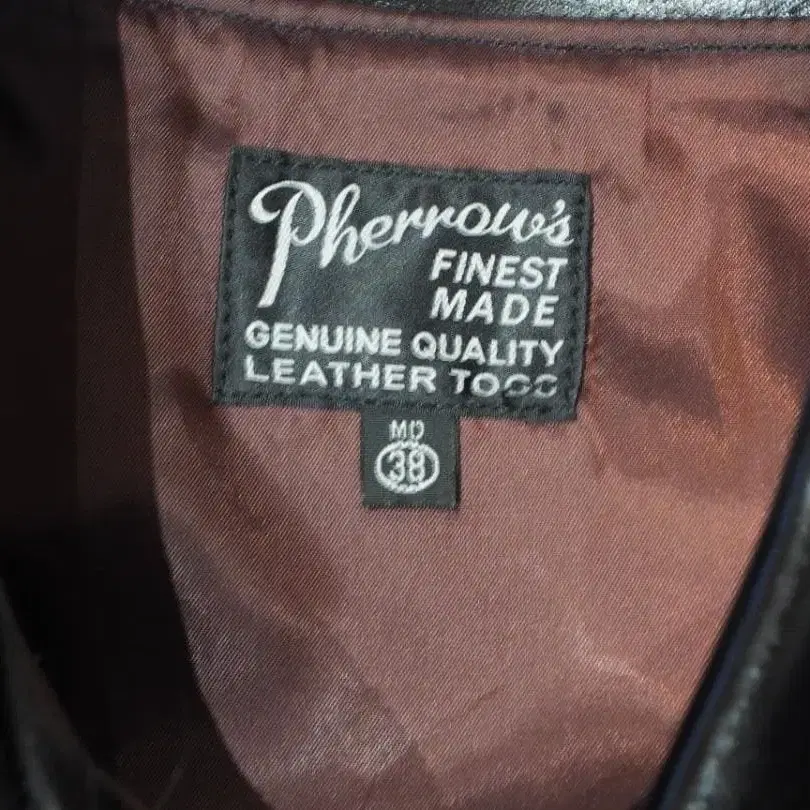 Pherrow's
FINEST
MADE
GENUINE QUALITY
LEATHER TOGS
MD
38